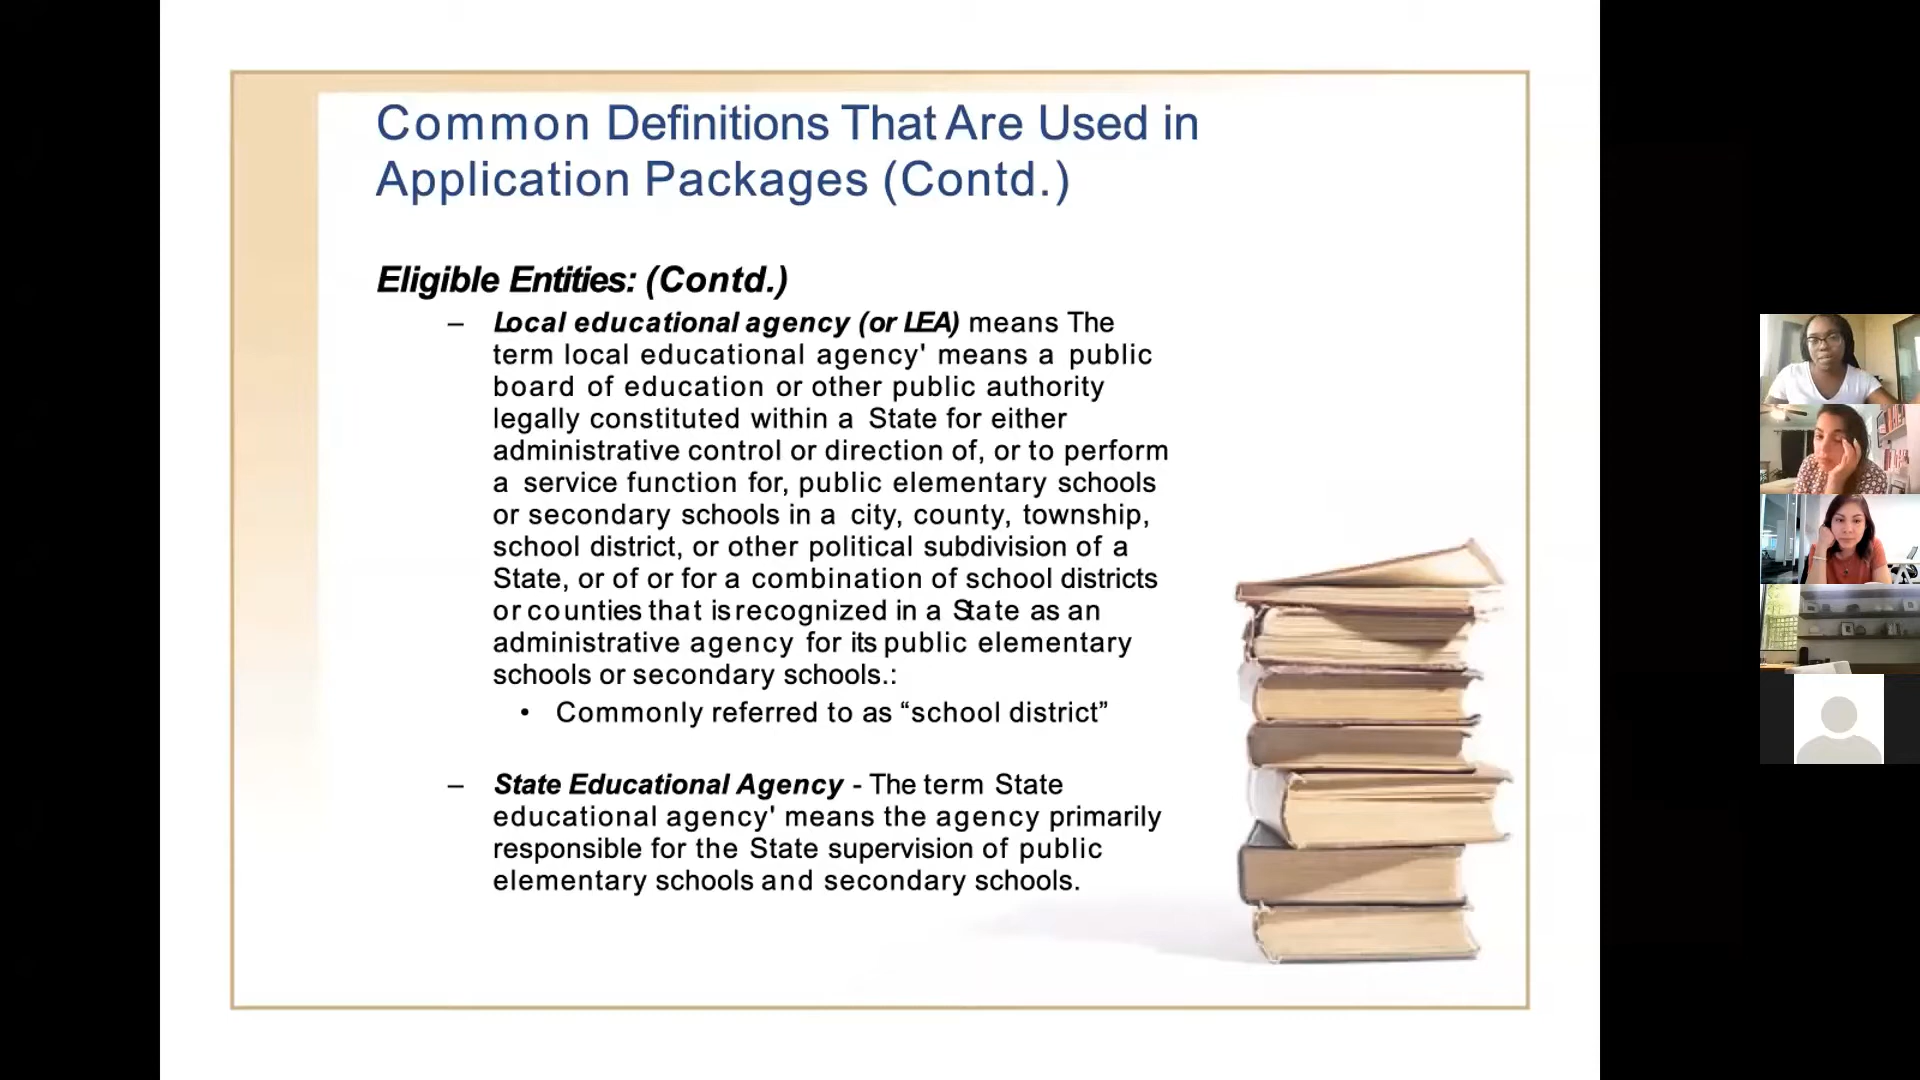 Common Definitions That Are Used in
Application Packages (Contd.)
Eligible Entities: (Contd.)
– Local educational agency (or LEA) means The
term local educational agency' means a public
board of education or other public authority
legally constituted within a State for either
administrative control or direction of, or to perform
a service function for, public elementary schools
or secondary schools in a city, county, township,
school district, or other political subdivision of a
State, or of or for a combination of school districts
or counties that is recognized in a State as an
administrative agency for its public elementary
schools or secondary schools.:
• Commonly referred to as “school district”
– State Educational Agency - The term State
educational agency' means the agency primarily
responsible for the State supervision of public
elementary schools and secondary schools.